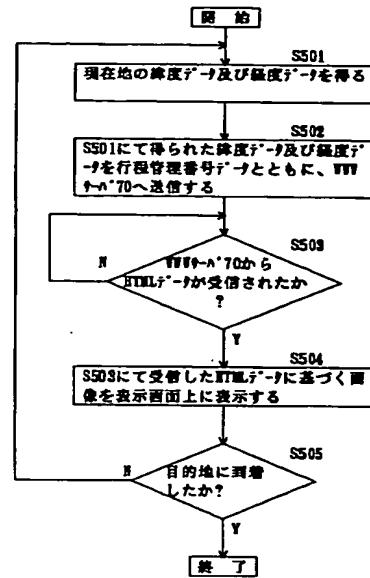 開 始
S501
現在地の緯度データ及び経度データを得る
S502
S501にて得られた緯度データ及び経度デー
タを行程管理番号データとともに、WWW
サーバ70へ送信する
S503
N
WWWサーバ70から
HTMLデータが受信されたか
?
Y
S504
S503にて受信したHTMLデータに基づく画
像を表示画面上に表示する
S505
N
目的地に到着
したか?
Y
終 了